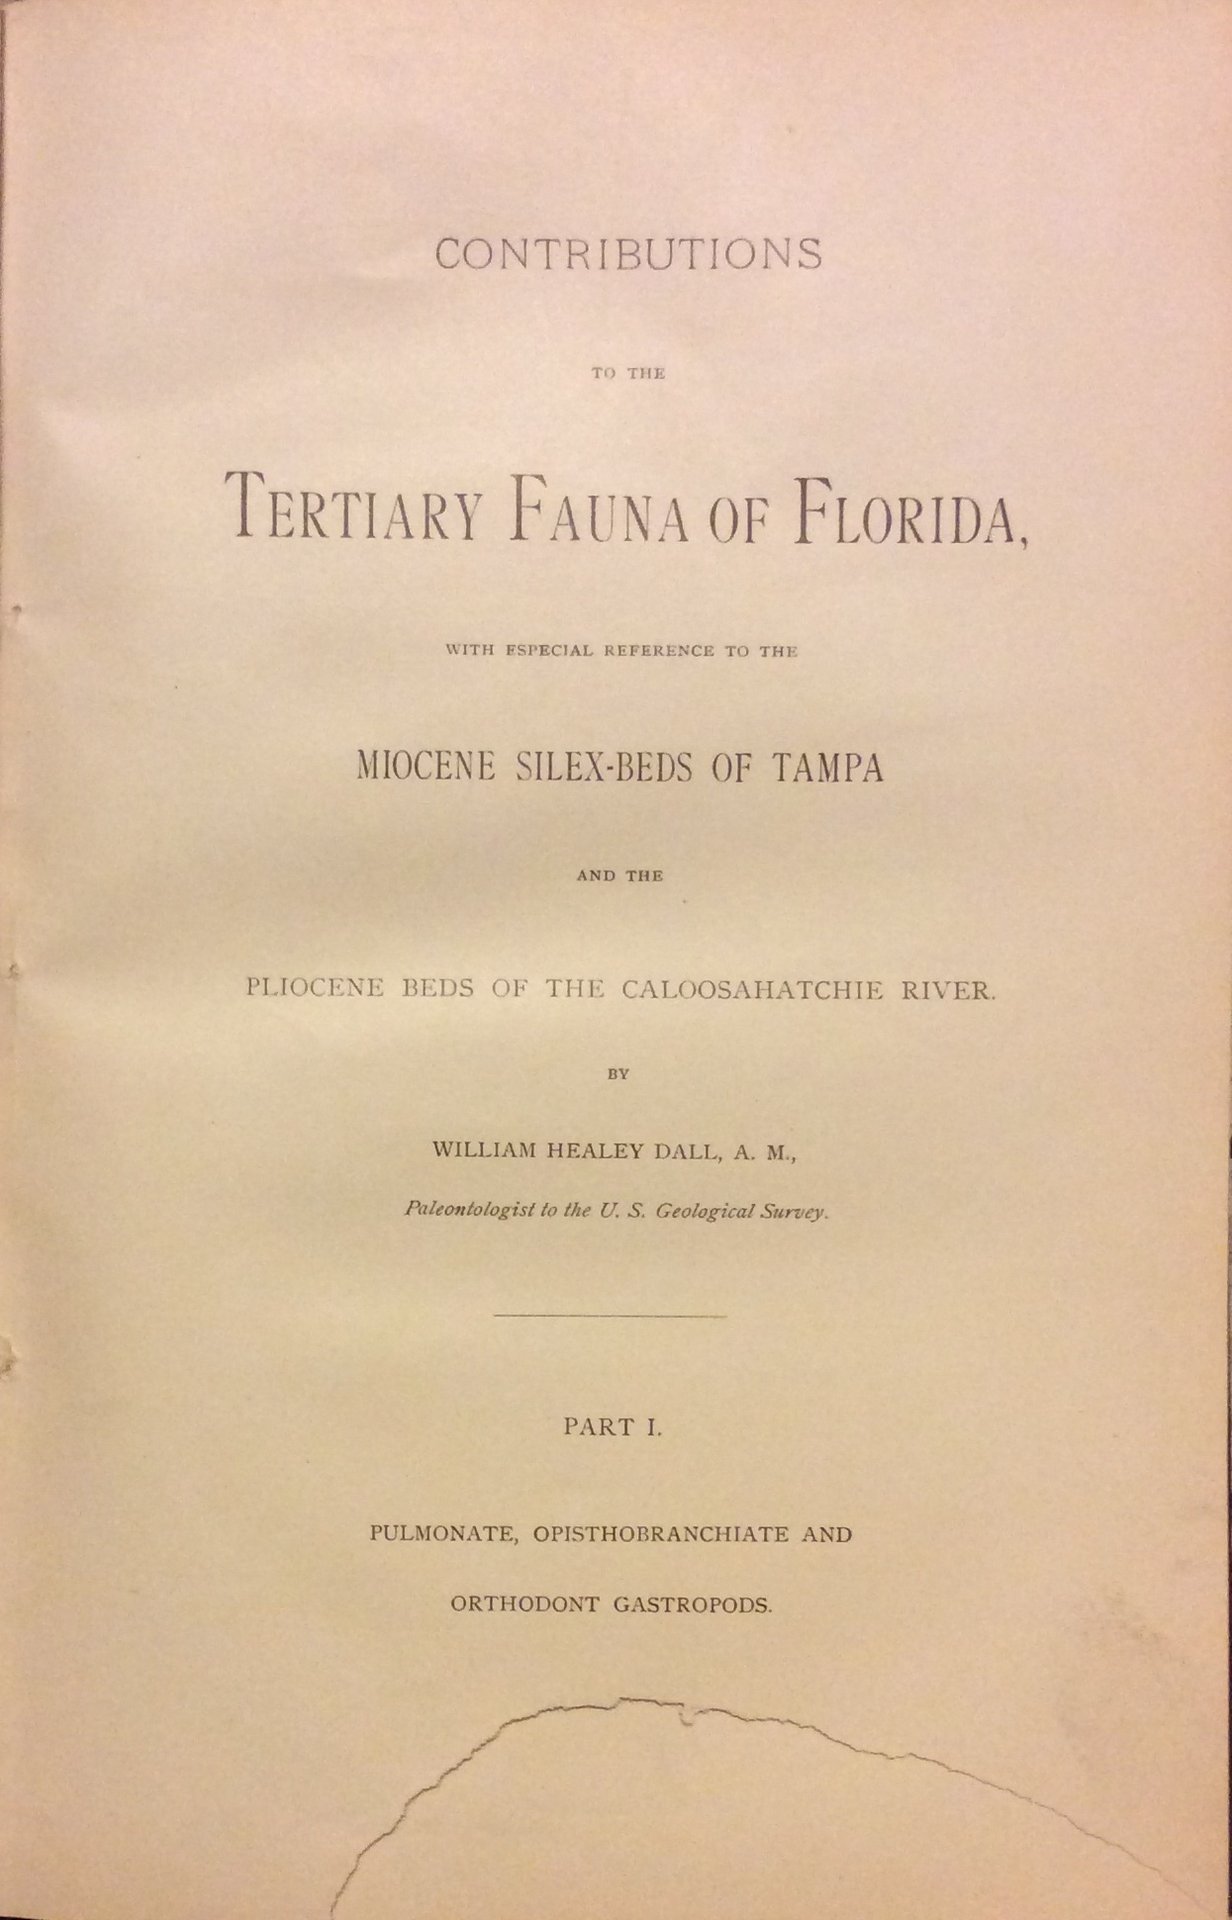 CONTRIBUTIONS
TO THE
TERTIARY FAUNA OF FLORIDA,
WITH ESPECIAL REFERENCE TO THE
MIOCENE SILEX-BEDS OF TAMPA
AND THE
PLIOCENE BEDS OF THE CALOOSAHATCHIE RIVER.
BY
WILLIAM HEALEY DALL, A. M.,
Paleontologist to the U. S. Geological Survey.
PART I.
PULMONATE, OPISTHOBRANCHIATE AND
ORTHODONT GASTROPODS.